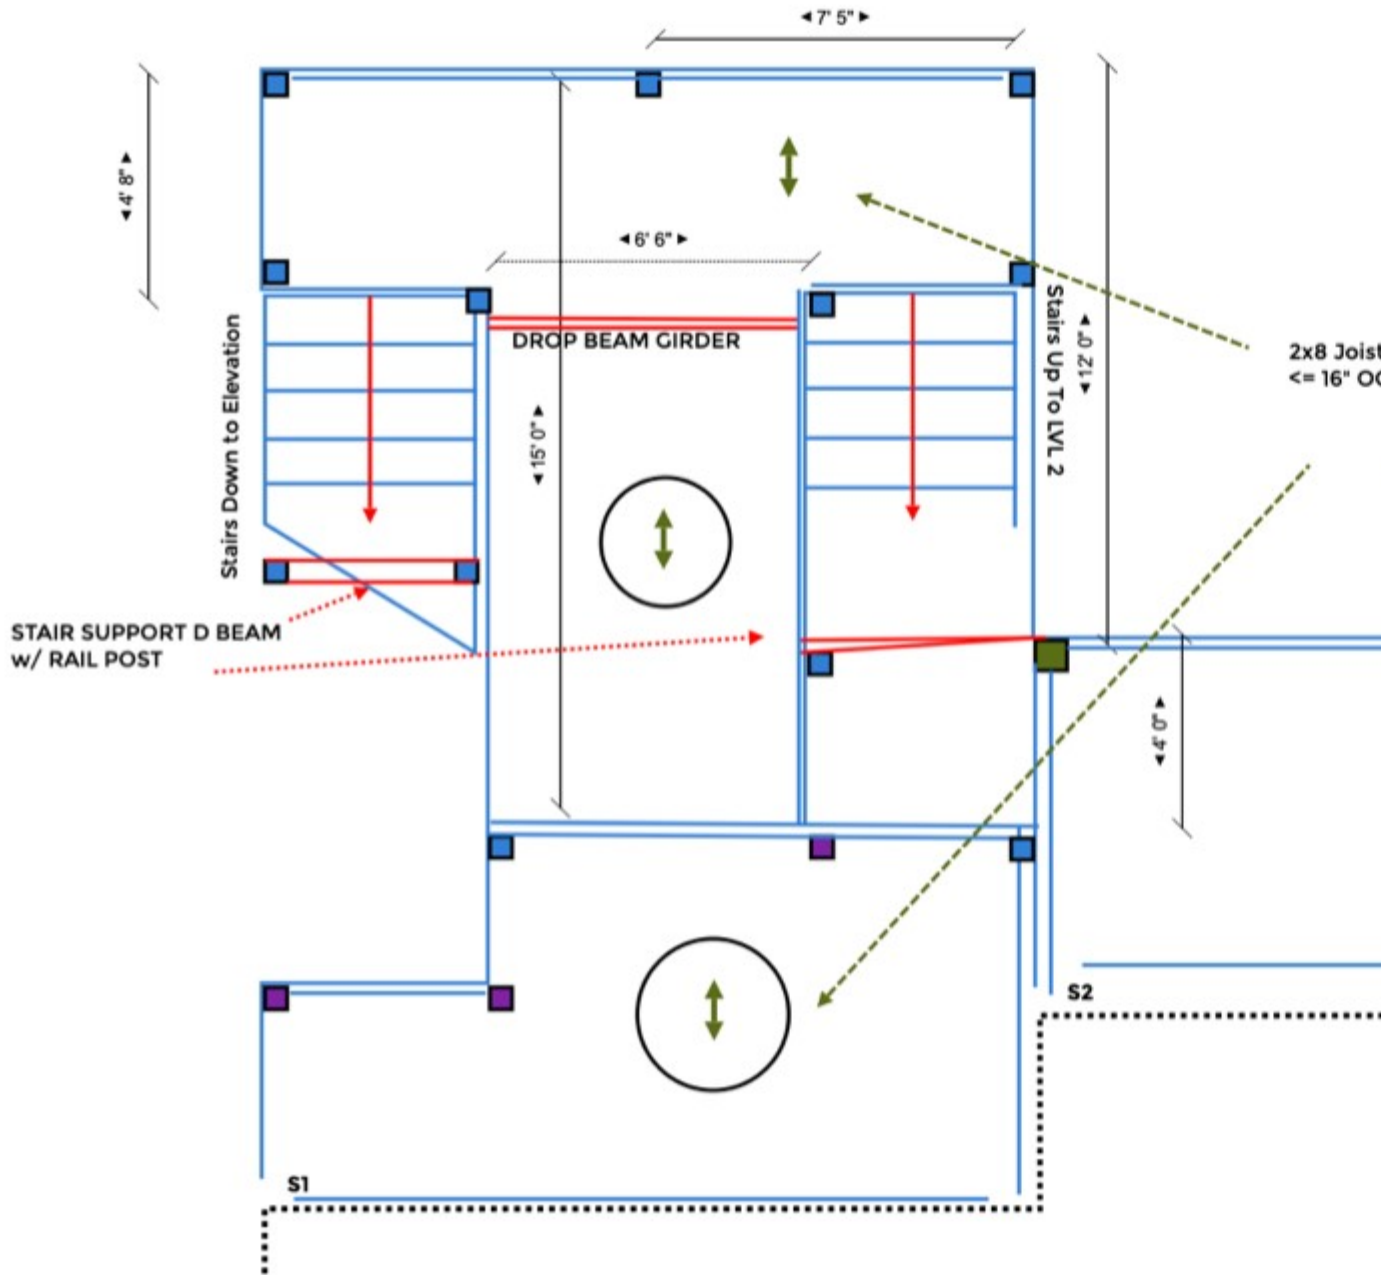 7' 5"
4' 8"
6' 6"
DROP BEAM GIRDER
Stairs Down to Elevation
15' 0"
Stairs Up To LVL 2
12' 0"
2x8 Joist
<= 16" OC
STAIR SUPPORT D BEAM
w/ RAIL POST
4' 0"
S2
S1